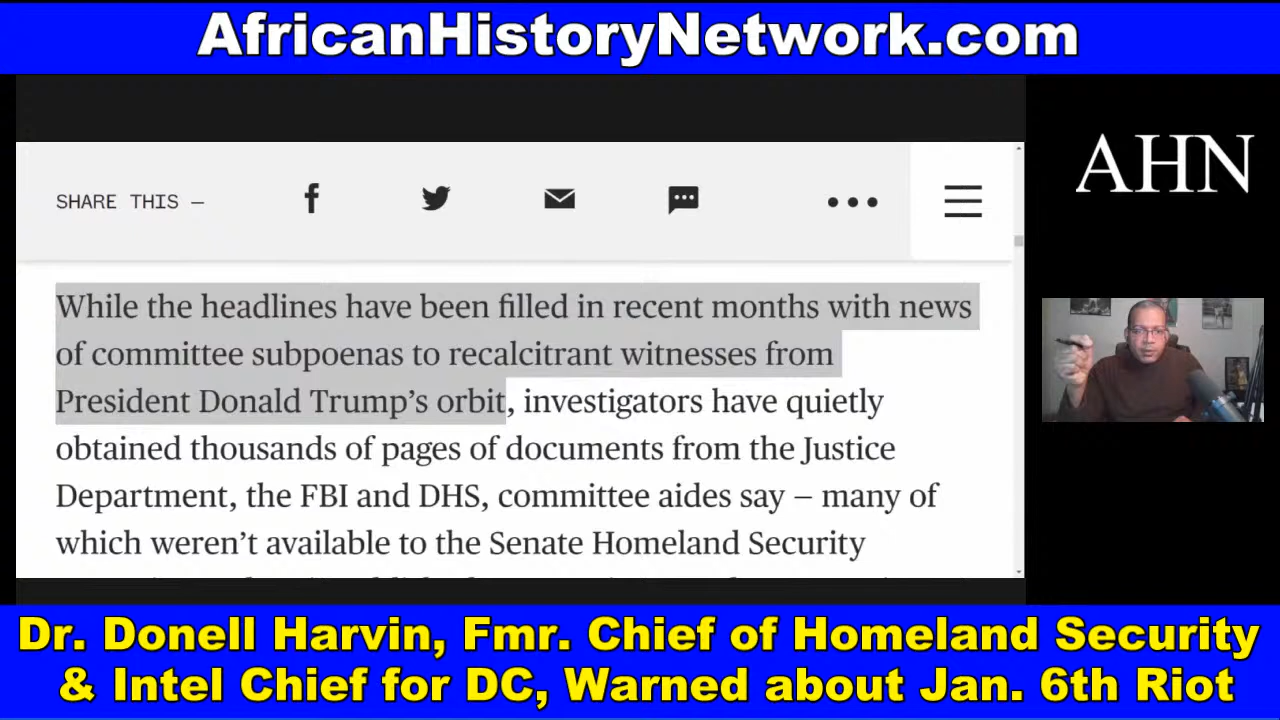 AfricanHistoryNetwork.com
SHARE THIS —
AHN
While the headlines have been filled in recent months with news
of committee subpoenas to recalcitrant witnesses from
President Donald Trump’s orbit, investigators have quietly
obtained thousands of pages of documents from the Justice
Department, the FBI and DHS, committee aides say – many of
which weren’t available to the Senate Homeland Security
Dr. Donell Harvin, Fmr. Chief of Homeland Security
& Intel Chief for DC, Warned about Jan. 6th Riot